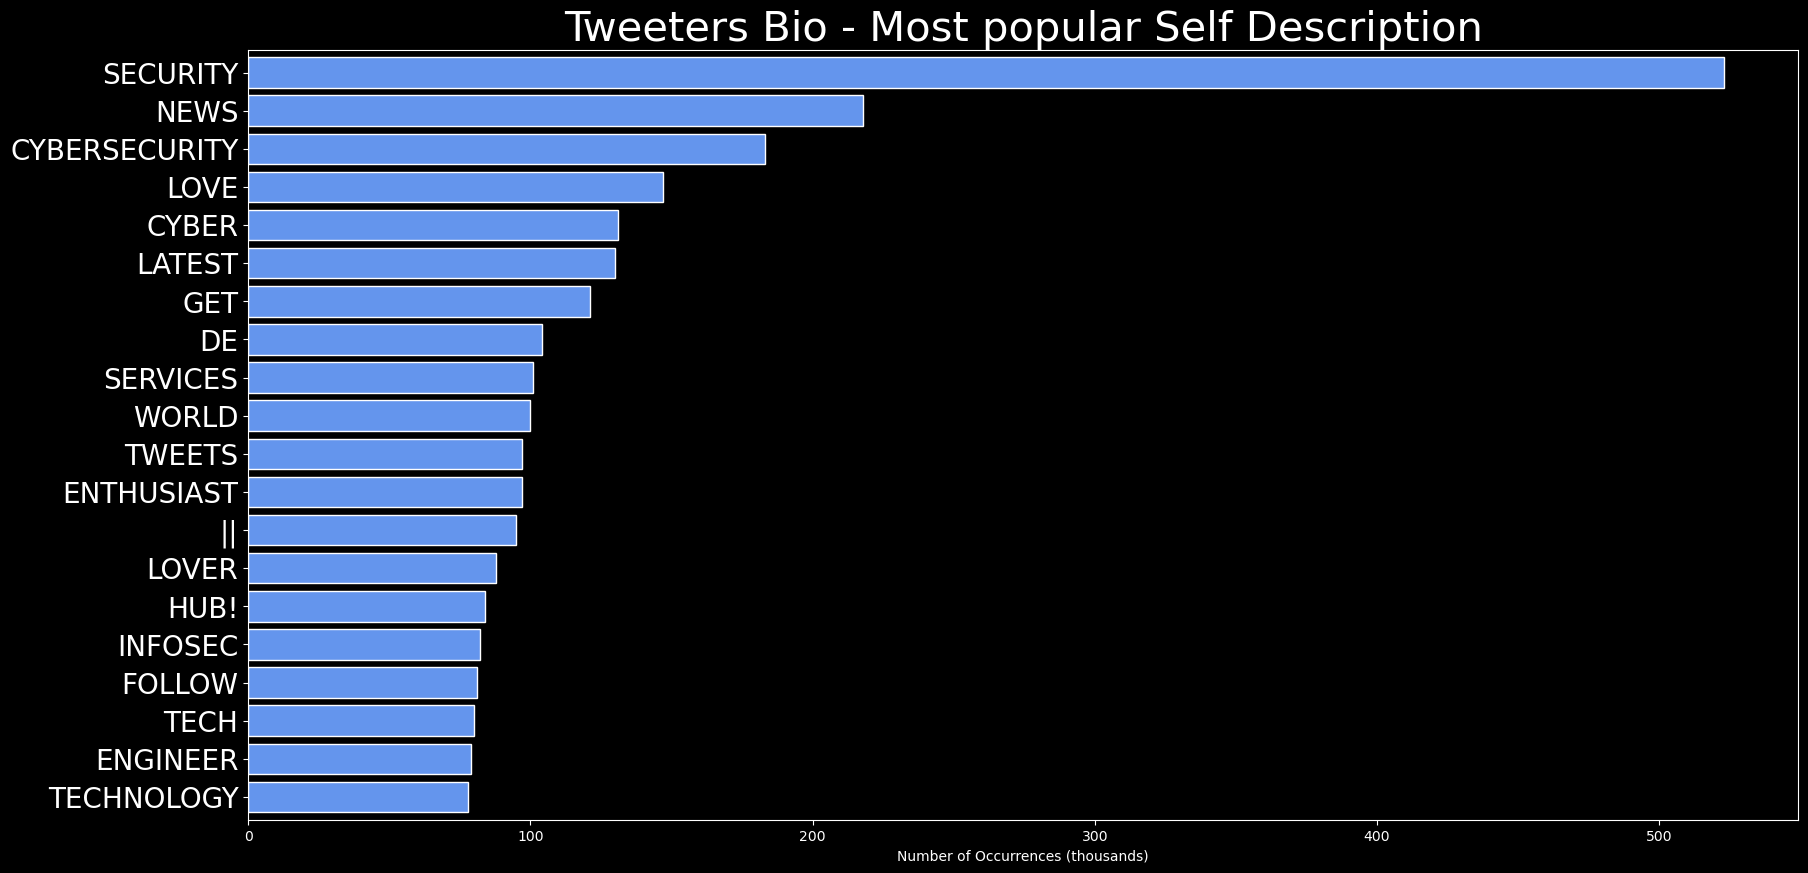 Tweeters Bio - Most popular Self Description
SECURITY
NEWS
CYBERSECURITY
LOVE
CYBER
LATEST
GET
DE
SERVICES
WORLD
TWEETS
ENTHUSIAST
||
LOVER
HUB!
INFOSEC
FOLLOW
TECH
ENGINEER
TECHNOLOGY
0 100 200 300 400 500
Number of Occurrences (thousands)